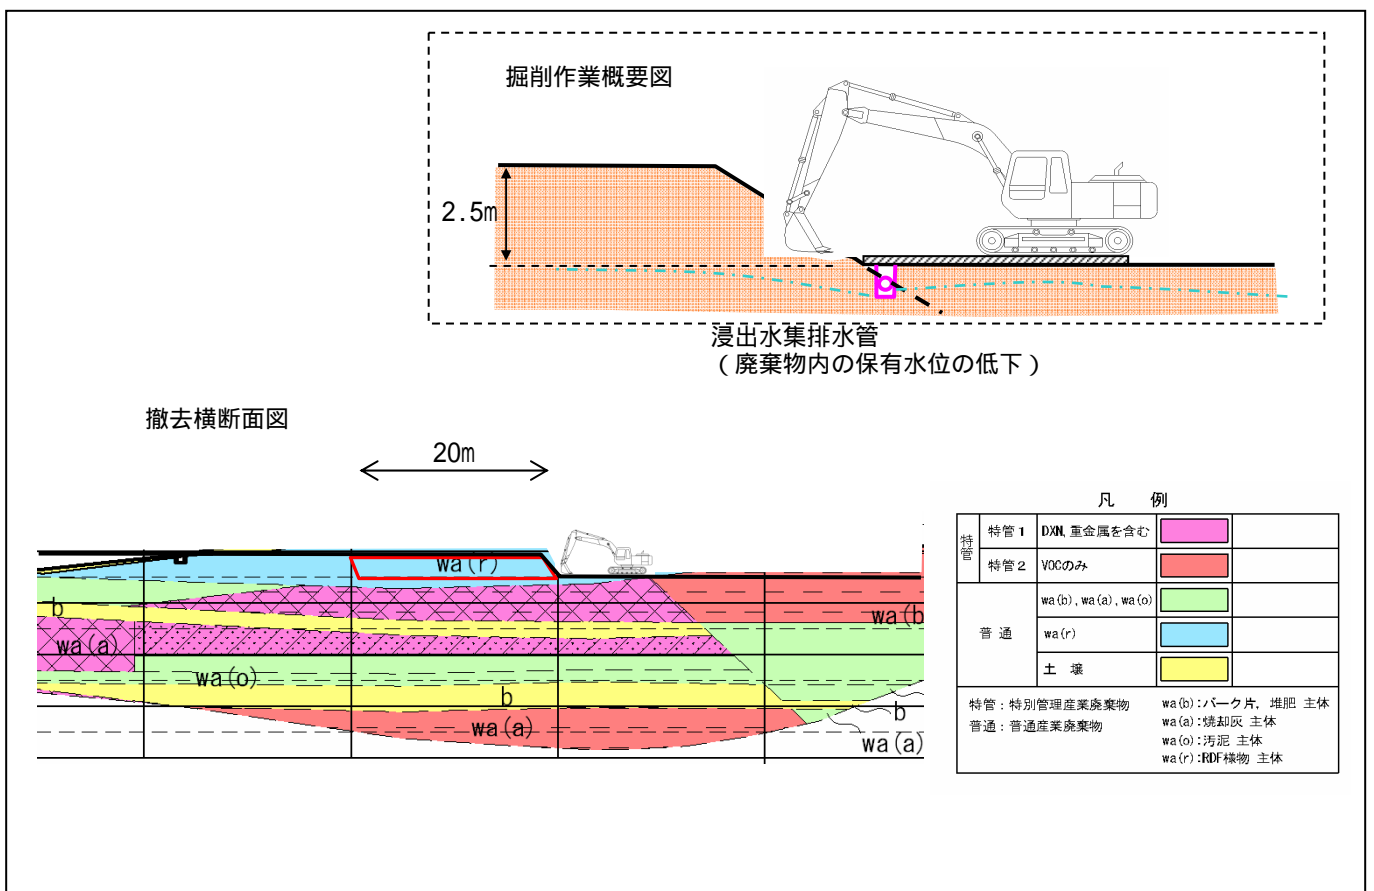 掘削作業概要図
2.5m
浸出水集排水管
(廃棄物内の保有水位の低下)
撤去横断面図
20m
wa(r)
b
wa(b
wa(a)
wa(o)
b
b
wa(a)
wa(a)
凡 例
特管
特管1
DXN,重金属を含む
特管2
VOCのみ
普通
wa(b),wa(a),wa(o)
wa(r)
土 壌
特管:特別管理産業廃棄物
普通:普通産業廃棄物
wa(b):バーク片,堆肥 主体
wa(a):焼却灰 主体
wa(o):汚泥 主体
wa(r):RDF様物 主体